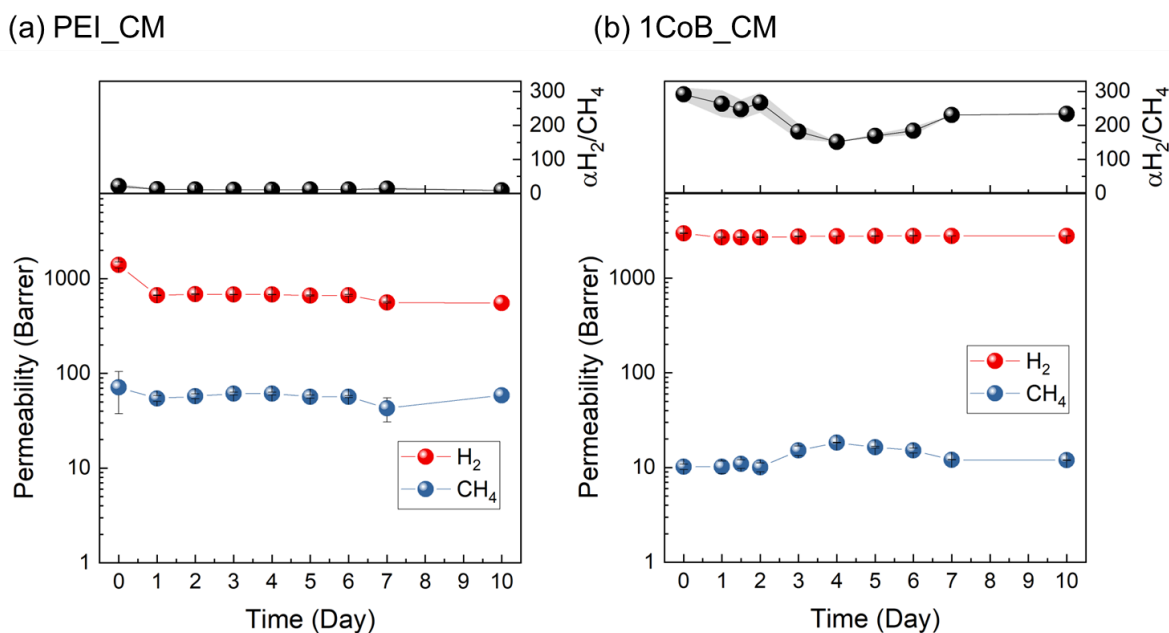 (a) PEI_CM
300
200
100
0
αH₂/CH₄
1000
100
10
1
Permeability (Barrer)
H₂
CH₄
0 1 2 3 4 5 6 7 8 9 10
Time (Day)
(b) 1CoB_CM
300
200
100
0
αH₂/CH₄
1000
100
10
1
Permeability (Barrer)
H₂
CH₄
0 1 2 3 4 5 6 7 8 9 10
Time (Day)